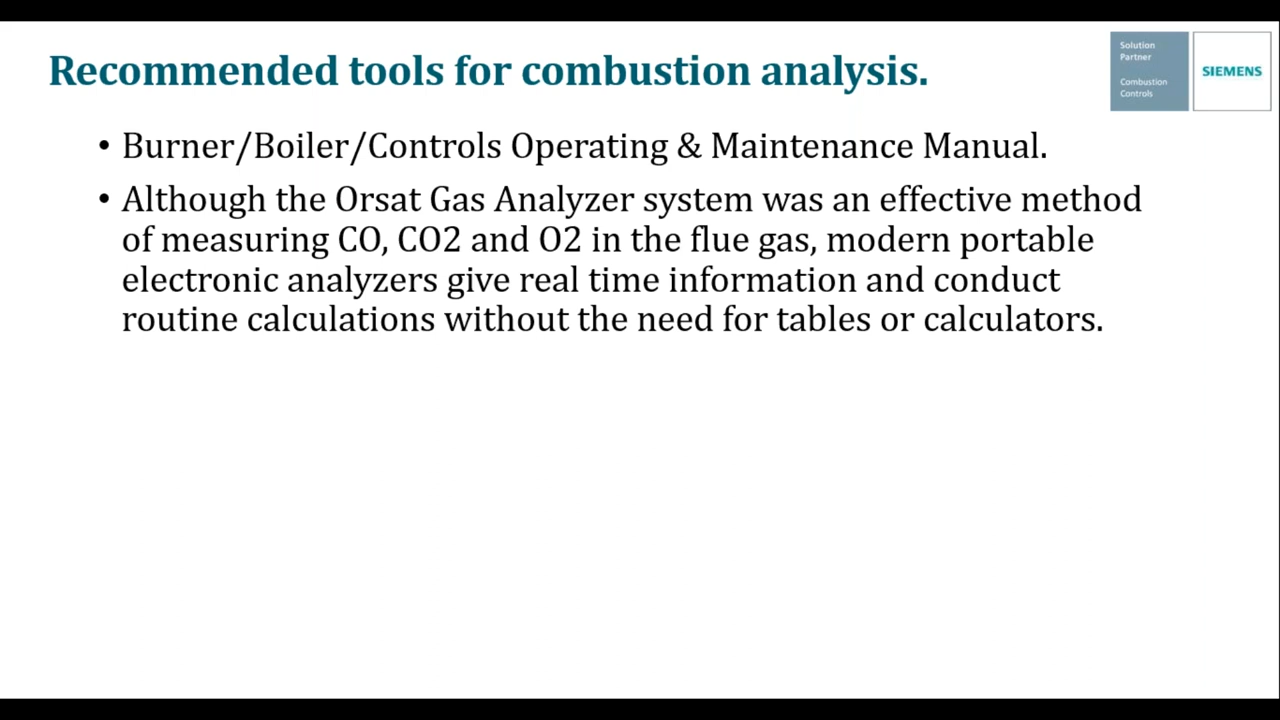 Recommended tools for combustion analysis.
Solution
Partner
Combustion
Controls
SIEMENS
• Burner/Boiler/Controls Operating & Maintenance Manual.
• Although the Orsat Gas Analyzer system was an effective method
of measuring CO, CO2 and O2 in the flue gas, modern portable
electronic analyzers give real time information and conduct
routine calculations without the need for tables or calculators.